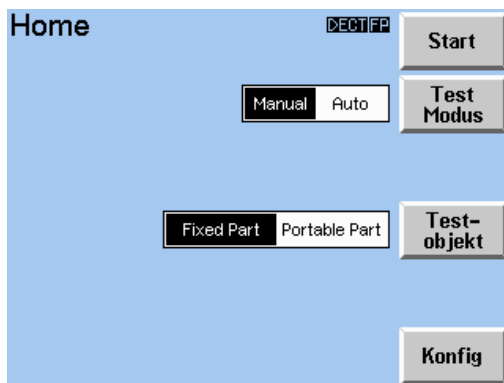 Home
DECT FP
Start
Manual Auto
Test
Modus
Fixed Part Portable Part
Test-
objekt
Konfig